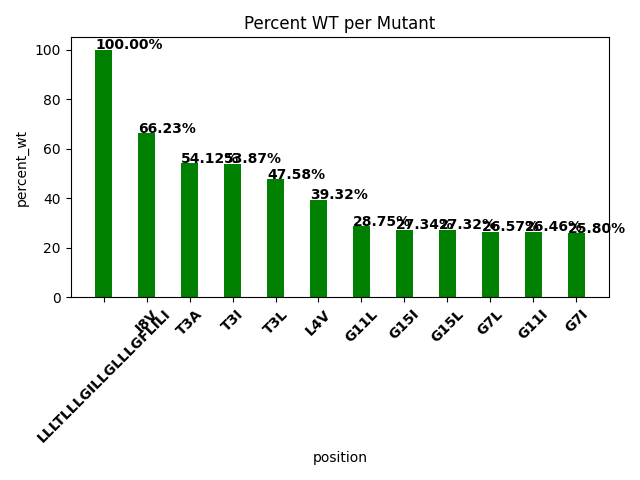 Percent WT per Mutant
percent_wt
100
80
60
40
20
0
100.00%
66.23%
54.12%
53.87%
47.58%
39.32%
28.75%
27.34%
27.32%
26.57%
26.46%
25.80%
LLLTLLLGILLGLLLGFLILI
I8V
T3A
T3I
T3L
L4V
G11L
G15I
G15L
G7L
G11I
G7I
position